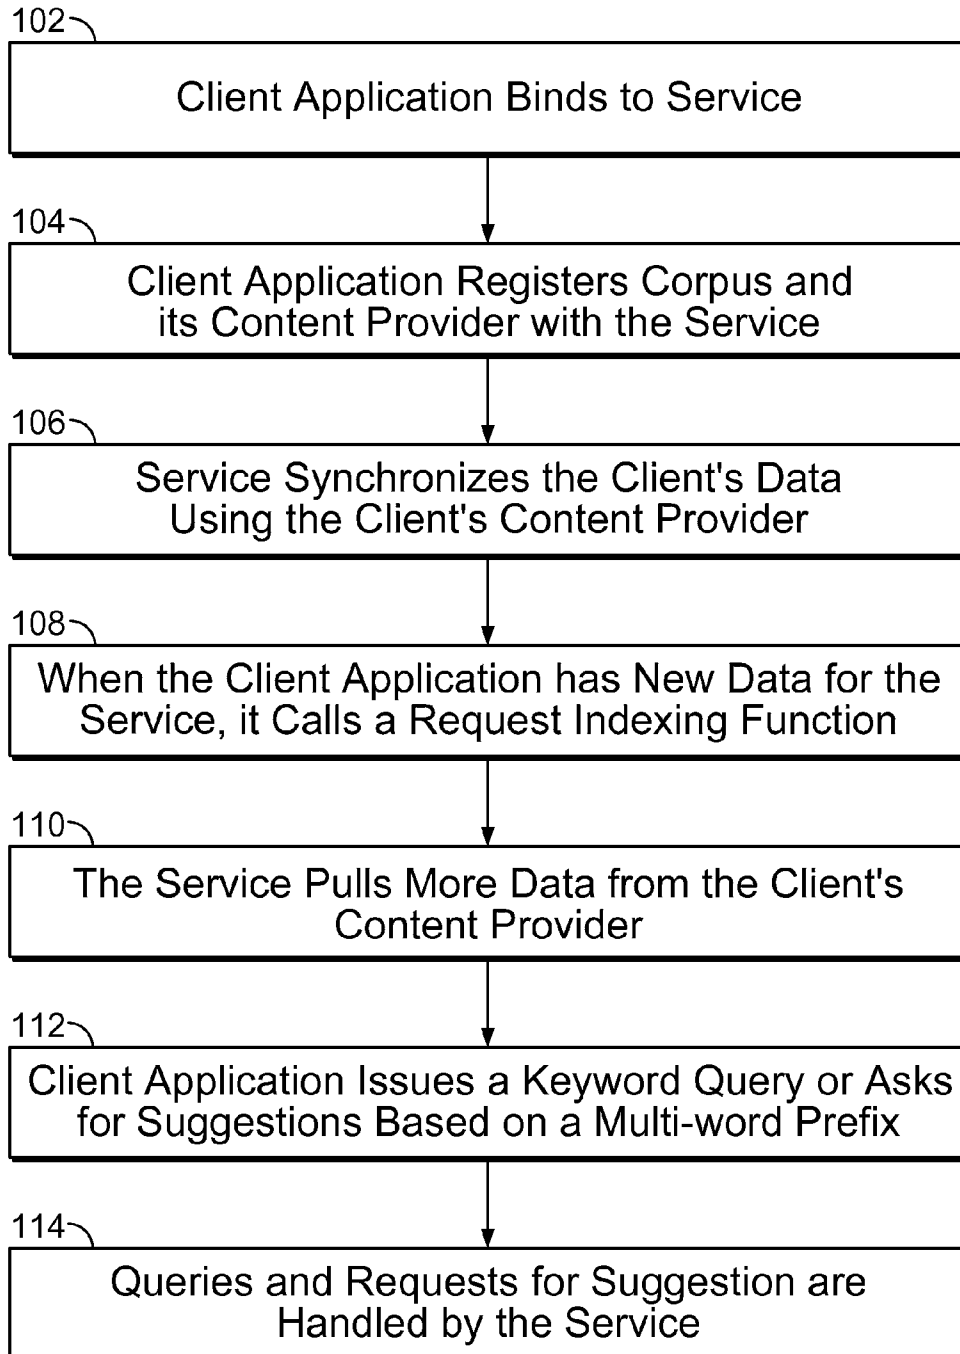 102
Client Application Binds to Service
104
Client Application Registers Corpus and
its Content Provider with the Service
106
Service Synchronizes the Client's Data
Using the Client's Content Provider
108
When the Client Application has New Data for the
Service, it Calls a Request Indexing Function
110
The Service Pulls More Data from the Client's
Content Provider
112
Client Application Issues a Keyword Query or Asks
for Suggestions Based on a Multi-word Prefix
114
Queries and Requests for Suggestion are
Handled by the Service